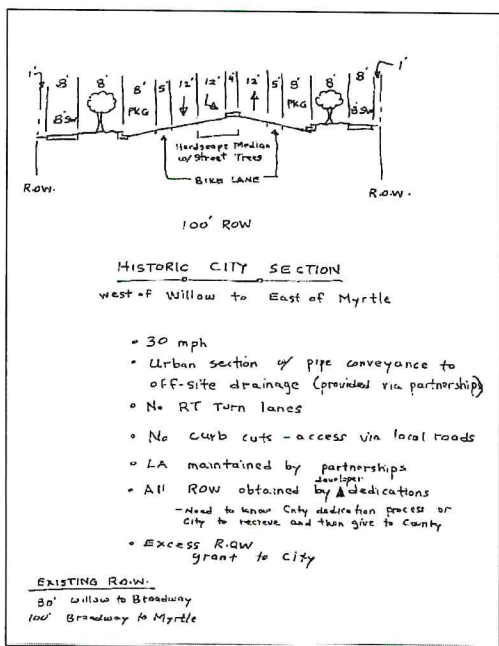 1' 8' 8' 8' 5' 12' 12' 4' 12' 5' 8' 8' 8' 1'
8'SW PKG PKG 8'SW
Hardscape Median
w/Street Trees
BIKE LANE
R.O.W. R.O.W.
100' ROW
HISTORIC CITY SECTION
west of Willow to East of Myrtle
• 30 mph
• Urban section w/ pipe conveyance to
off-site drainage (provided via partnership)
• No RT Turn lanes
• No curb cuts - access via local roads
• LA maintained by partnerships
developer
• All ROW obtained by dedications
- Need to know Cnty dedication process or
City to recieve and then give to County
• Excess R.O.W
grant to City
EXISTING R.O.W.
80' Willow to Broadway
100' Broadway to Myrtle